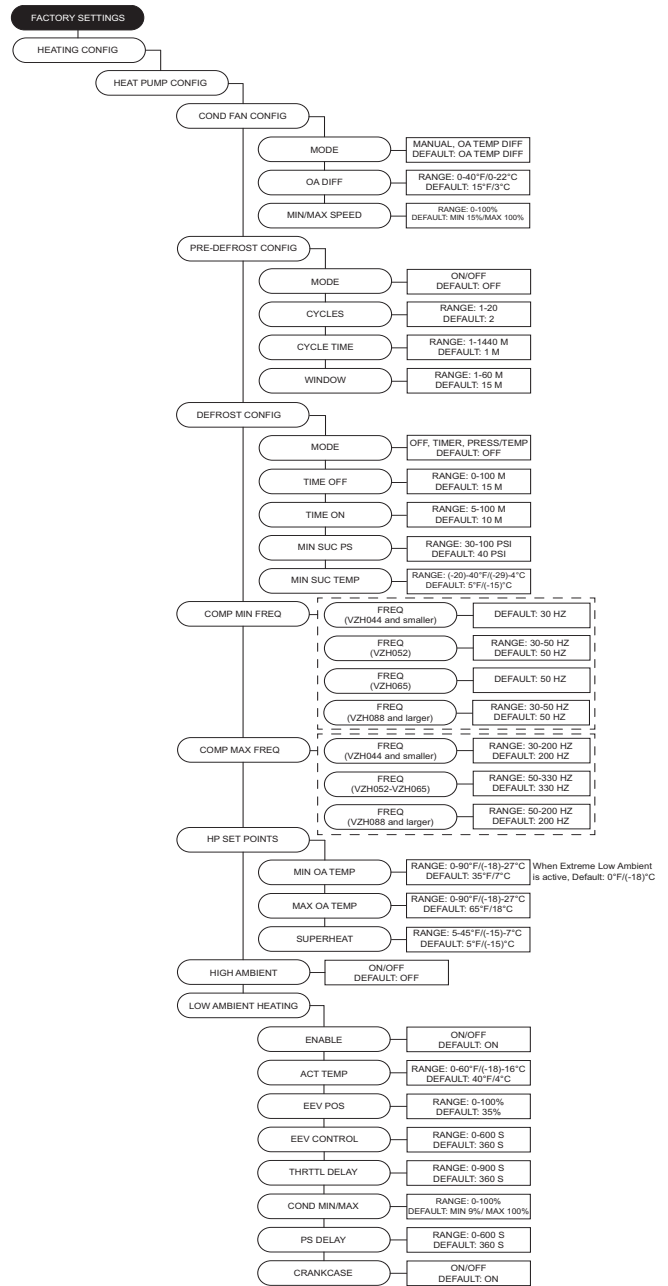 FACTORY SETTINGS
HEATING CONFIG
HEAT PUMP CONFIG
COND FAN CONFIG
MODE
MANUAL, OA TEMP DIFF
DEFAULT: OA TEMP DIFF
OA DIFF
RANGE: 0-40°F/0-22°C
DEFAULT: 15°F/3°C
MIN/MAX SPEED
RANGE: 0-100%
DEFAULT: MIN 15%/MAX 100%
PRE-DEFROST CONFIG
MODE
ON/OFF
DEFAULT: OFF
CYCLES
RANGE: 1-20
DEFAULT: 2
CYCLE TIME
RANGE: 1-1440 M
DEFAULT: 1 M
WINDOW
RANGE: 1-60 M
DEFAULT: 15 M
DEFROST CONFIG
MODE
OFF, TIMER, PRESS/TEMP
DEFAULT: OFF
TIME OFF
RANGE: 0-100 M
DEFAULT: 15 M
TIME ON
RANGE: 5-100 M
DEFAULT: 10 M
MIN SUC PS
RANGE: 30-100 PSI
DEFAULT: 40 PSI
MIN SUC TEMP
RANGE: (-20)-40°F/(-29)-4°C
DEFAULT: 5°F/(-15)°C
COMP MIN FREQ
FREQ
(VZH044 and smaller)
DEFAULT: 30 HZ
FREQ
(VZH052)
RANGE: 30-50 HZ
DEFAULT: 50 HZ
FREQ
(VZH065)
DEFAULT: 50 HZ
FREQ
(VZH088 and larger)
RANGE: 30-50 HZ
DEFAULT: 50 HZ
COMP MAX FREQ
FREQ
(VZH044 and smaller)
RANGE: 30-200 HZ
DEFAULT: 200 HZ
FREQ
(VZH052-VZH065)
RANGE: 50-330 HZ
DEFAULT: 330 HZ
FREQ
(VZH088 and larger)
RANGE: 50-200 HZ
DEFAULT: 200 HZ
HP SET POINTS
MIN OA TEMP
RANGE: 0-90°F/(-18)-27°C
DEFAULT: 35°F/7°C
When Extreme Low Ambient
is active, Default: 0°F/(-18)°C
MAX OA TEMP
RANGE: 0-90°F/(-18)-27°C
DEFAULT: 65°F/18°C
SUPERHEAT
RANGE: 5-45°F/(-15)-7°C
DEFAULT: 5°F/(-15)°C
HIGH AMBIENT
ON/OFF
DEFAULT: OFF
LOW AMBIENT HEATING
ENABLE
ON/OFF
DEFAULT: ON
ACT TEMP
RANGE: 0-60°F/(-18)-16°C
DEFAULT: 40°F/4°C
EEV POS
RANGE: 0-100%
DEFAULT: 35%
EEV CONTROL
RANGE: 0-600 S
DEFAULT: 360 S
THRTTL DELAY
RANGE: 0-900 S
DEFAULT: 360 S
COND MIN/MAX
RANGE: 0-100%
DEFAULT: MIN 9%/ MAX 100%
PS DELAY
RANGE: 0-600 S
DEFAULT: 360 S
CRANKCASE
ON/OFF
DEFAULT: ON